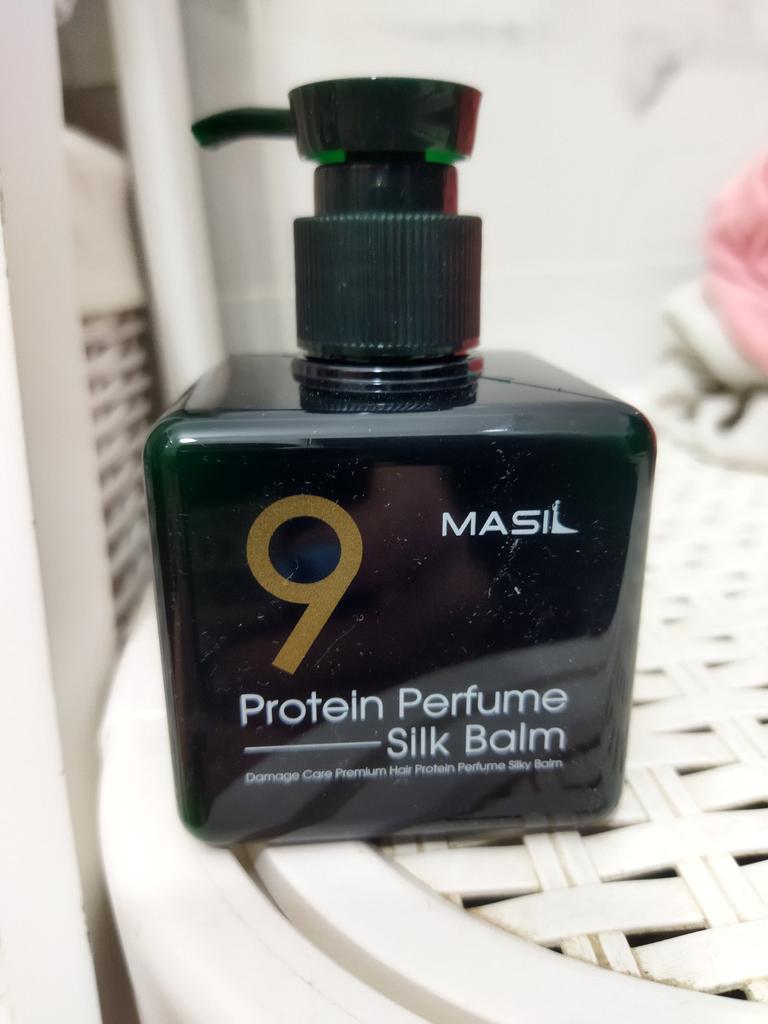 9
MASIL
Protein Perfume
Silk Balm
Damage Care Premium Hair Protein Perfume Silky Balm